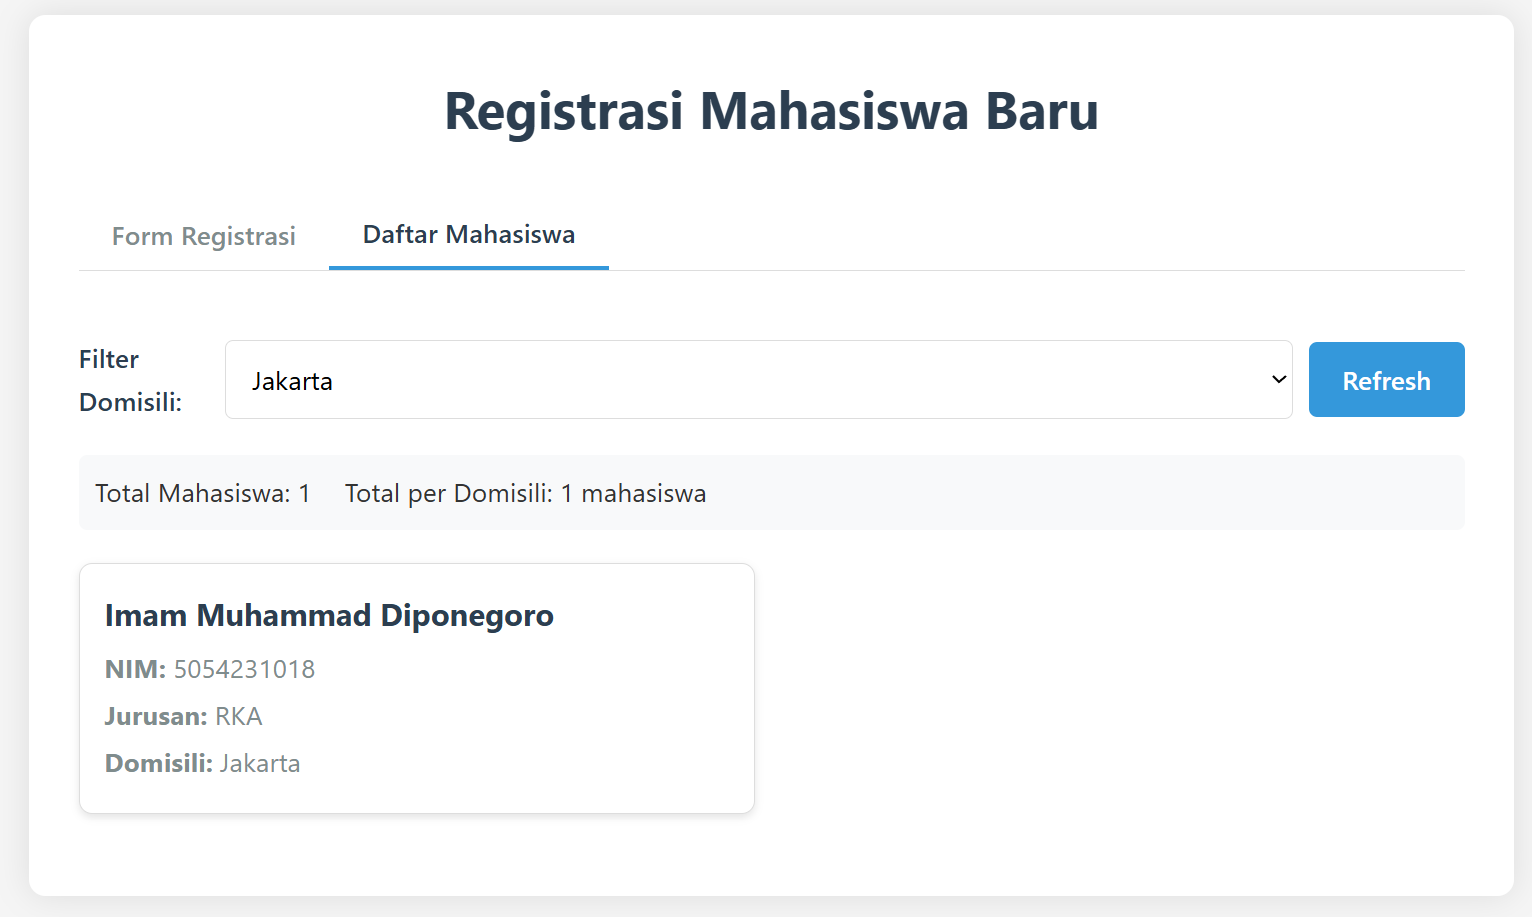 Registrasi Mahasiswa Baru
Form Registrasi
Daftar Mahasiswa
Filter
Domisili:
Jakarta
Refresh
Total Mahasiswa: 1
Total per Domisili: 1 mahasiswa
Imam Muhammad Diponegoro
NIM: 5054231018
Jurusan: RKA
Domisili: Jakarta